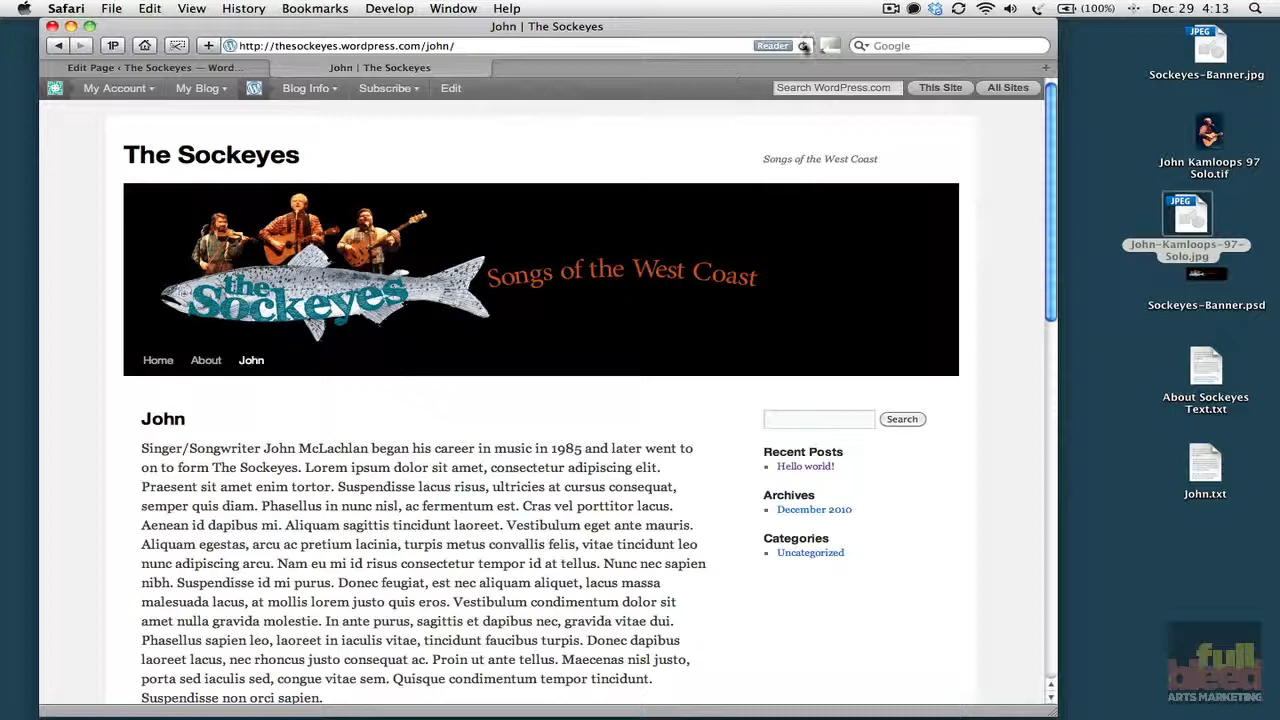 Safari File Edit View History Bookmarks Develop Window Help (100%) Dec 29 4:13
John | The Sockeyes
1P http://thesockeyes.wordpress.com/john/ Reader Google
Edit Page ‹ The Sockeyes — Word... John | The Sockeyes
My Account My Blog Blog Info Subscribe Edit Search WordPress.com This Site All Sites
The Sockeyes
Songs of the West Coast
the
Sockeyes
Songs of the West Coast
Home About John
John
Singer/Songwriter John McLachlan began his career in music in 1985 and later went to
on to form The Sockeyes. Lorem ipsum dolor sit amet, consectetur adipiscing elit.
Praesent sit amet enim tortor. Suspendisse lacus risus, ultricies at cursus consequat,
semper quis diam. Phasellus in nunc nisl, ac fermentum est. Cras vel porttitor lacus.
Aenean id dapibus mi. Aliquam sagittis tincidunt laoreet. Vestibulum eget ante mauris.
Aliquam egestas, arcu ac pretium lacinia, turpis metus convallis felis, vitae tincidunt leo
nunc adipiscing arcu. Nam eu mi id risus consectetur tempor id at tellus. Nunc nec sapien
nibh. Suspendisse id mi purus. Donec feugiat, est nec aliquam aliquet, lacus massa
malesuada lacus, at mollis lorem justo quis eros. Vestibulum condimentum dolor sit
amet nulla gravida molestie. In ante purus, sagittis et dapibus nec, gravida vitae dui.
Phasellus sapien leo, laoreet in iaculis vitae, tincidunt faucibus turpis. Donec dapibus
laoreet lacus, nec rhoncus justo consequat ac. Proin ut ante tellus. Maecenas nisl justo,
porta sed iaculis sed, congue vitae sem. Quisque condimentum tempor tincidunt.
Suspendisse non orci sapien.
Search
Recent Posts
Hello world!
Archives
December 2010
Categories
Uncategorized
JPEG
Sockeyes-Banner.jpg
John Kamloops 97
Solo.tif
JPEG
John-Kamloops-97-
Solo.jpg
Sockeyes-Banner.psd
About Sockeyes
Text.txt
John.txt
full
bleed
ARTS MARKETING